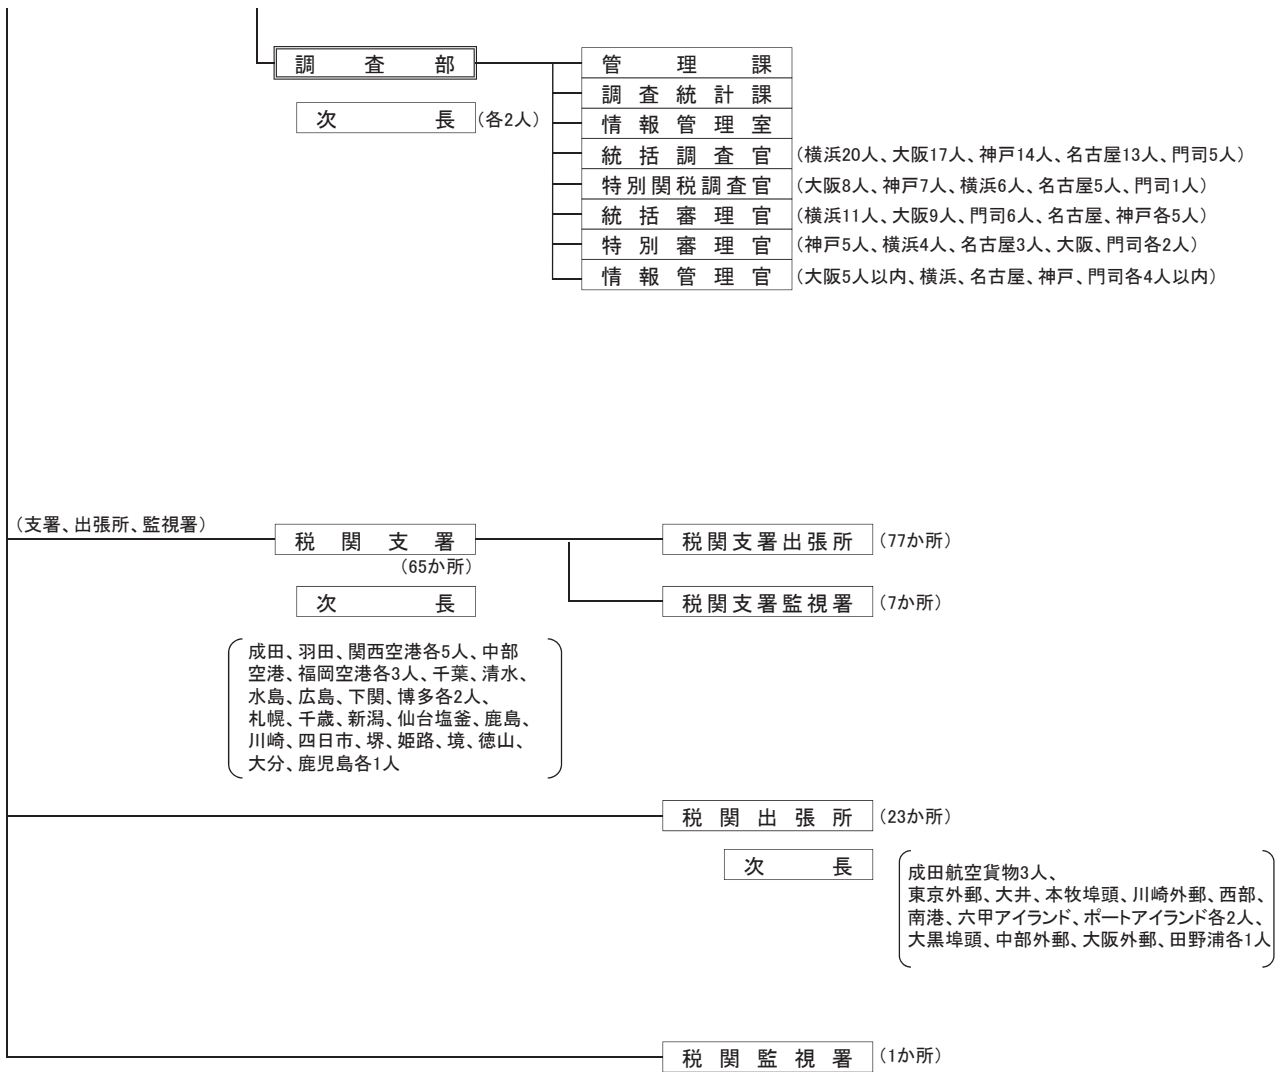 調査部
次長(各2人)
管理課
調査統計課
情報管理室
統括調査官(横浜20人、大阪17人、神戸14人、名古屋13人、門司5人)
特別関税調査官(大阪8人、神戸7人、横浜6人、名古屋5人、門司1人)
統括審理官(横浜11人、大阪9人、門司6人、名古屋、神戸各5人)
特別審理官(神戸5人、横浜4人、名古屋3人、大阪、門司各2人)
情報管理官(大阪5人以内、横浜、名古屋、神戸、門司各4人以内)
(支署、出張所、監視署)
税関支署
(65か所)
次長
成田、羽田、関西空港各5人、中部
空港、福岡空港各3人、千葉、清水、
水島、広島、下関、博多各2人、
札幌、千歳、新潟、仙台塩釜、鹿島、
川崎、四日市、堺、姫路、境、徳山、
大分、鹿児島各1人
税関支署出張所(77か所)
税関支署監視署(7か所)
税関出張所(23か所)
次長
成田航空貨物3人、
東京外郵、大井、本牧埠頭、川崎外郵、西部、
南港、六甲アイランド、ポートアイランド各2人、
大黒埠頭、中部外郵、大阪外郵、田野浦各1人
税関監視署(1か所)